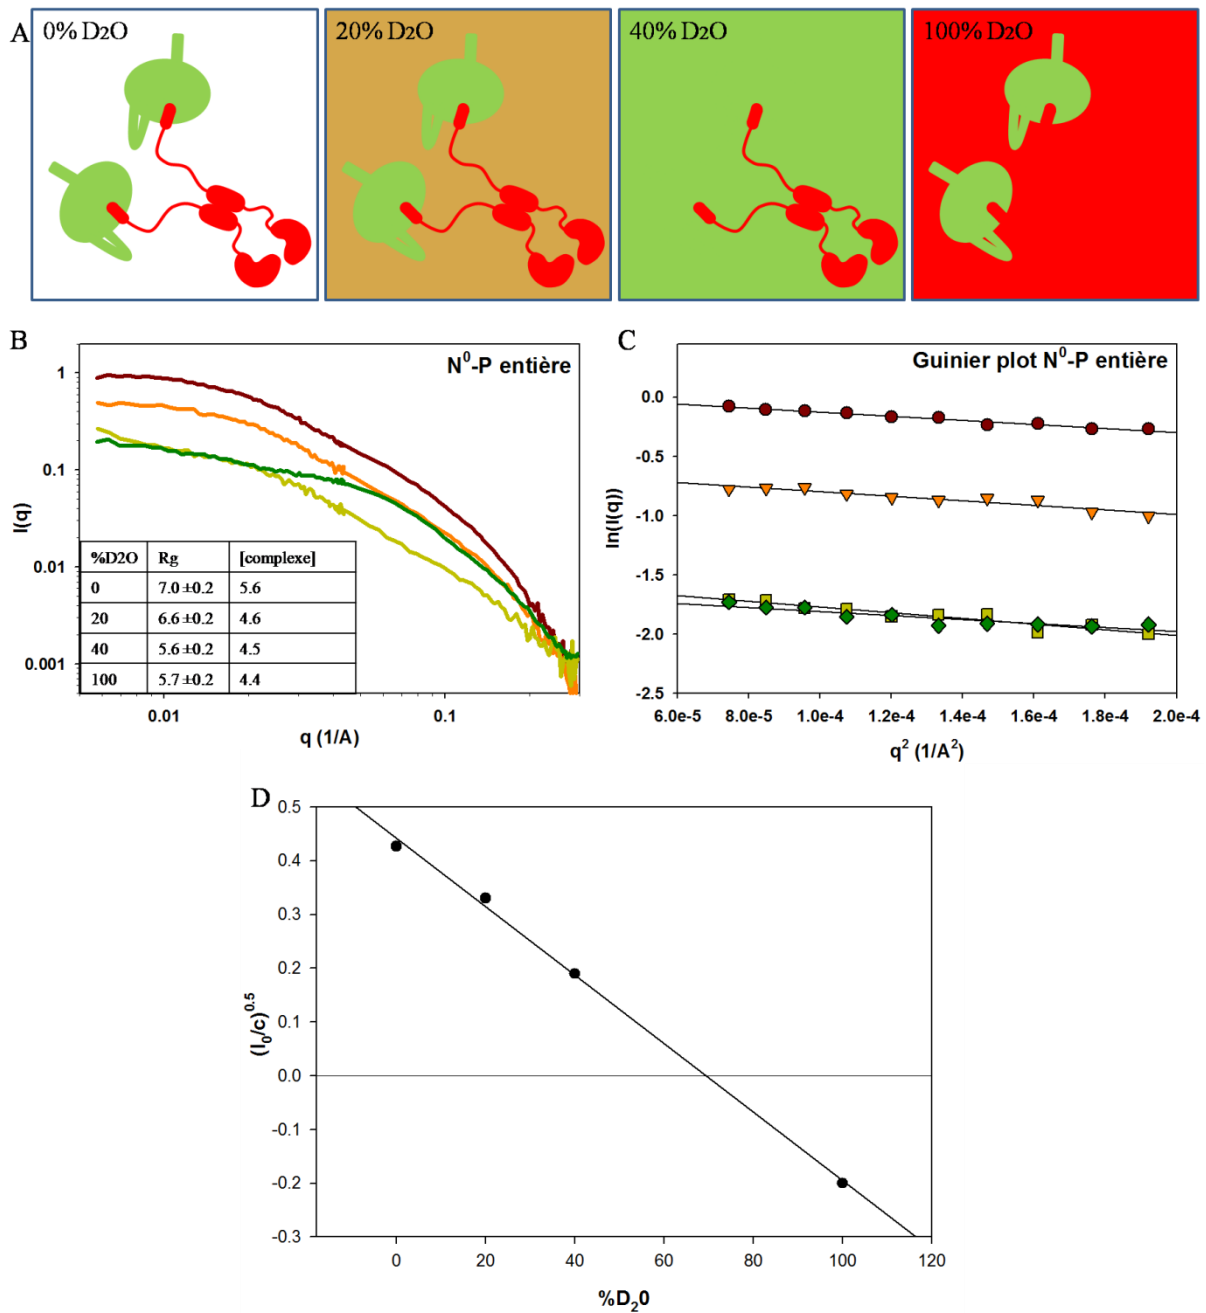 A
0% D2O
20% D2O
40% D2O
100% D2O
B
N⁰-P entière
I(q)
1
0.1
0.01
0.001
%D2O Rg [complexe]
0 7.0 ±0.2 5.6
20 6.6 ±0.2 4.6
40 5.6 ±0.2 4.5
100 5.7 ±0.2 4.4
0.01 0.1
q (1/A)
C
Guinier plot N⁰-P entière
ln(I(q))
0.0
-0.5
-1.0
-1.5
-2.0
-2.5
6.0e-5 8.0e-5 1.0e-4 1.2e-4 1.4e-4 1.6e-4 1.8e-4 2.0e-4
q² (1/A²)
D
(I₀/c)⁰·⁵
0.5
0.4
0.3
0.2
0.1
0.0
-0.1
-0.2
-0.3
0 20 40 60 80 100 120
%D₂0